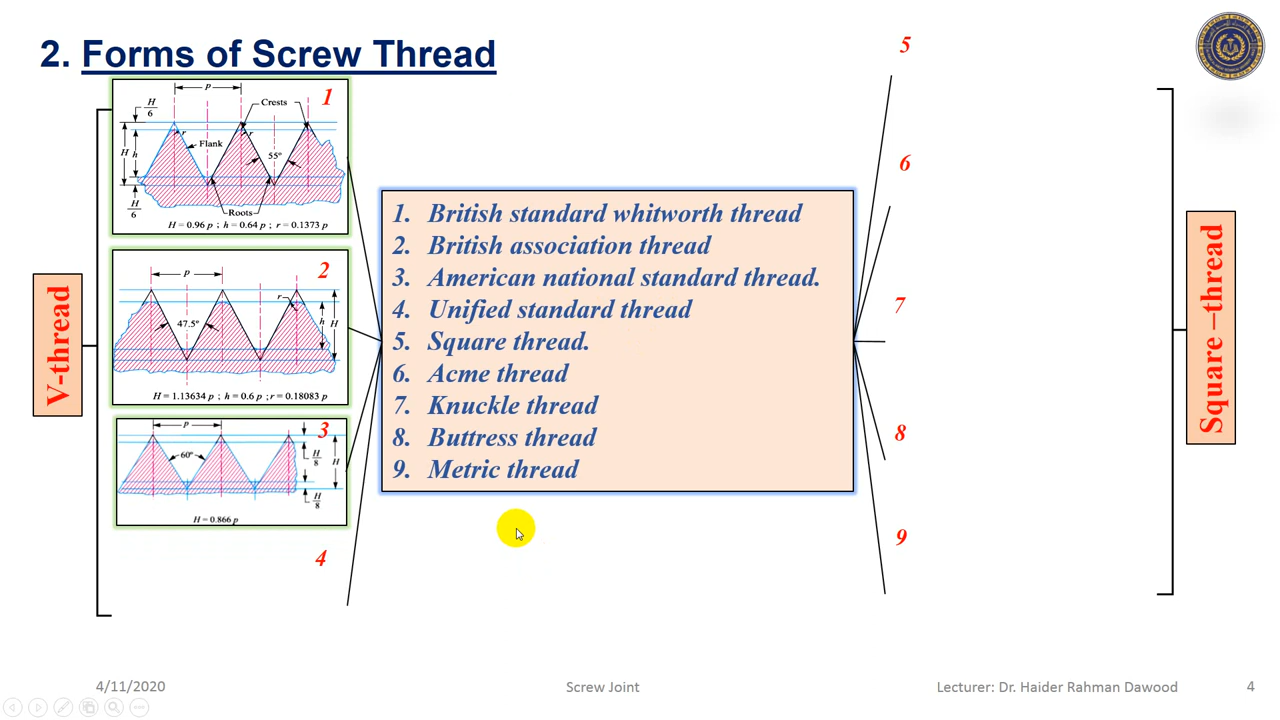 2. Forms of Screw Thread
1
p
Crests
H
6
r
r
Flank
H
h
55°
H
6
Roots
H = 0.96 p ; h = 0.64 p ; r = 0.1373 p
2
p
r
47.5°
h
H
H = 1.13634 p ; h = 0.6 p ; r = 0.18083 p
3
p
60°
H
8
H
H
8
H = 0.866 p
4
V-thread
1. British standard whitworth thread
2. British association thread
3. American national standard thread.
4. Unified standard thread
5. Square thread.
6. Acme thread
7. Knuckle thread
8. Buttress thread
9. Metric thread
5
6
7
8
9
Square –thread
4/11/2020
Screw Joint
Lecturer: Dr. Haider Rahman Dawood
4